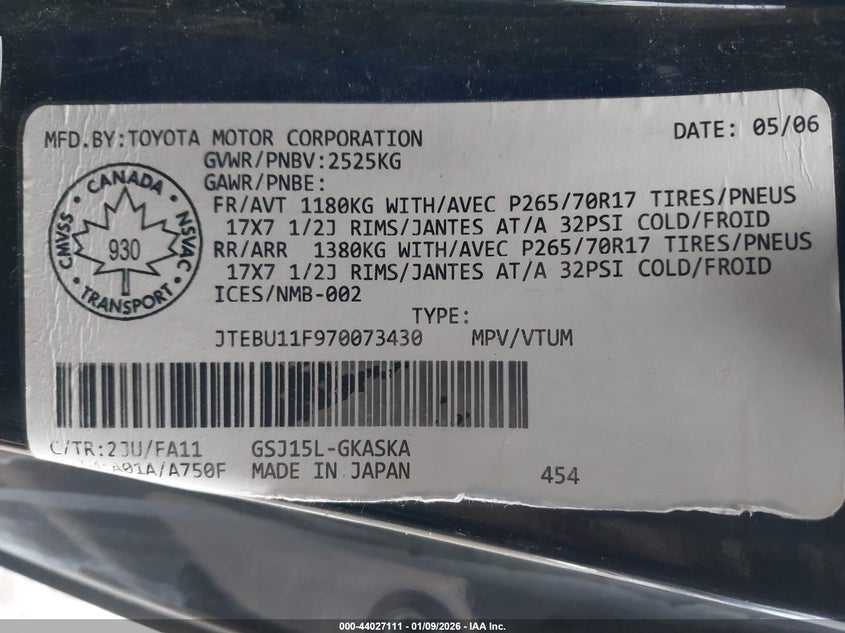 MFD.BY:TOYOTA MOTOR CORPORATION
DATE: 05/06
GVWR/PNBV:2525KG
GAWR/PNBE:
FR/AVT 1180KG WITH/AVEC P265/70R17 TIRES/PNEUS
17X7 1/2J RIMS/JANTES AT/A 32PSI COLD/FROID
RR/ARR 1380KG WITH/AVEC P265/70R17 TIRES/PNEUS
17X7 1/2J RIMS/JANTES AT/A 32PSI COLD/FROID
ICES/NMB-002
CANADA
CMVSS
NSVAC
930
TRANSPORT
TYPE:
JTEBU11F970073430 MPV/VTUM
C/TR:2JU/FA11 GSJ15L-GKASKA
A01A/A750F MADE IN JAPAN
454
000-44027111 - 01/09/2026 - IAA Inc.